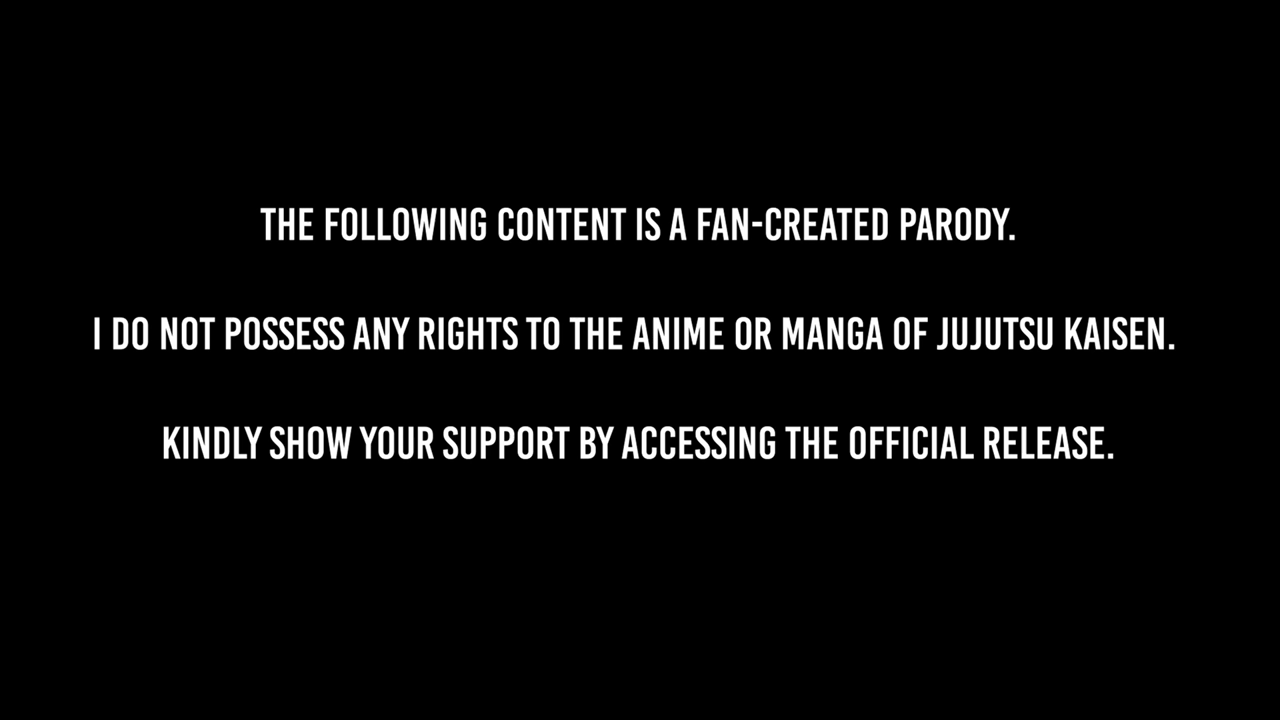 THE FOLLOWING CONTENT IS A FAN-CREATED PARODY.
I DO NOT POSSESS ANY RIGHTS TO THE ANIME OR MANGA OF JUJUTSU KAISEN.
KINDLY SHOW YOUR SUPPORT BY ACCESSING THE OFFICIAL RELEASE.